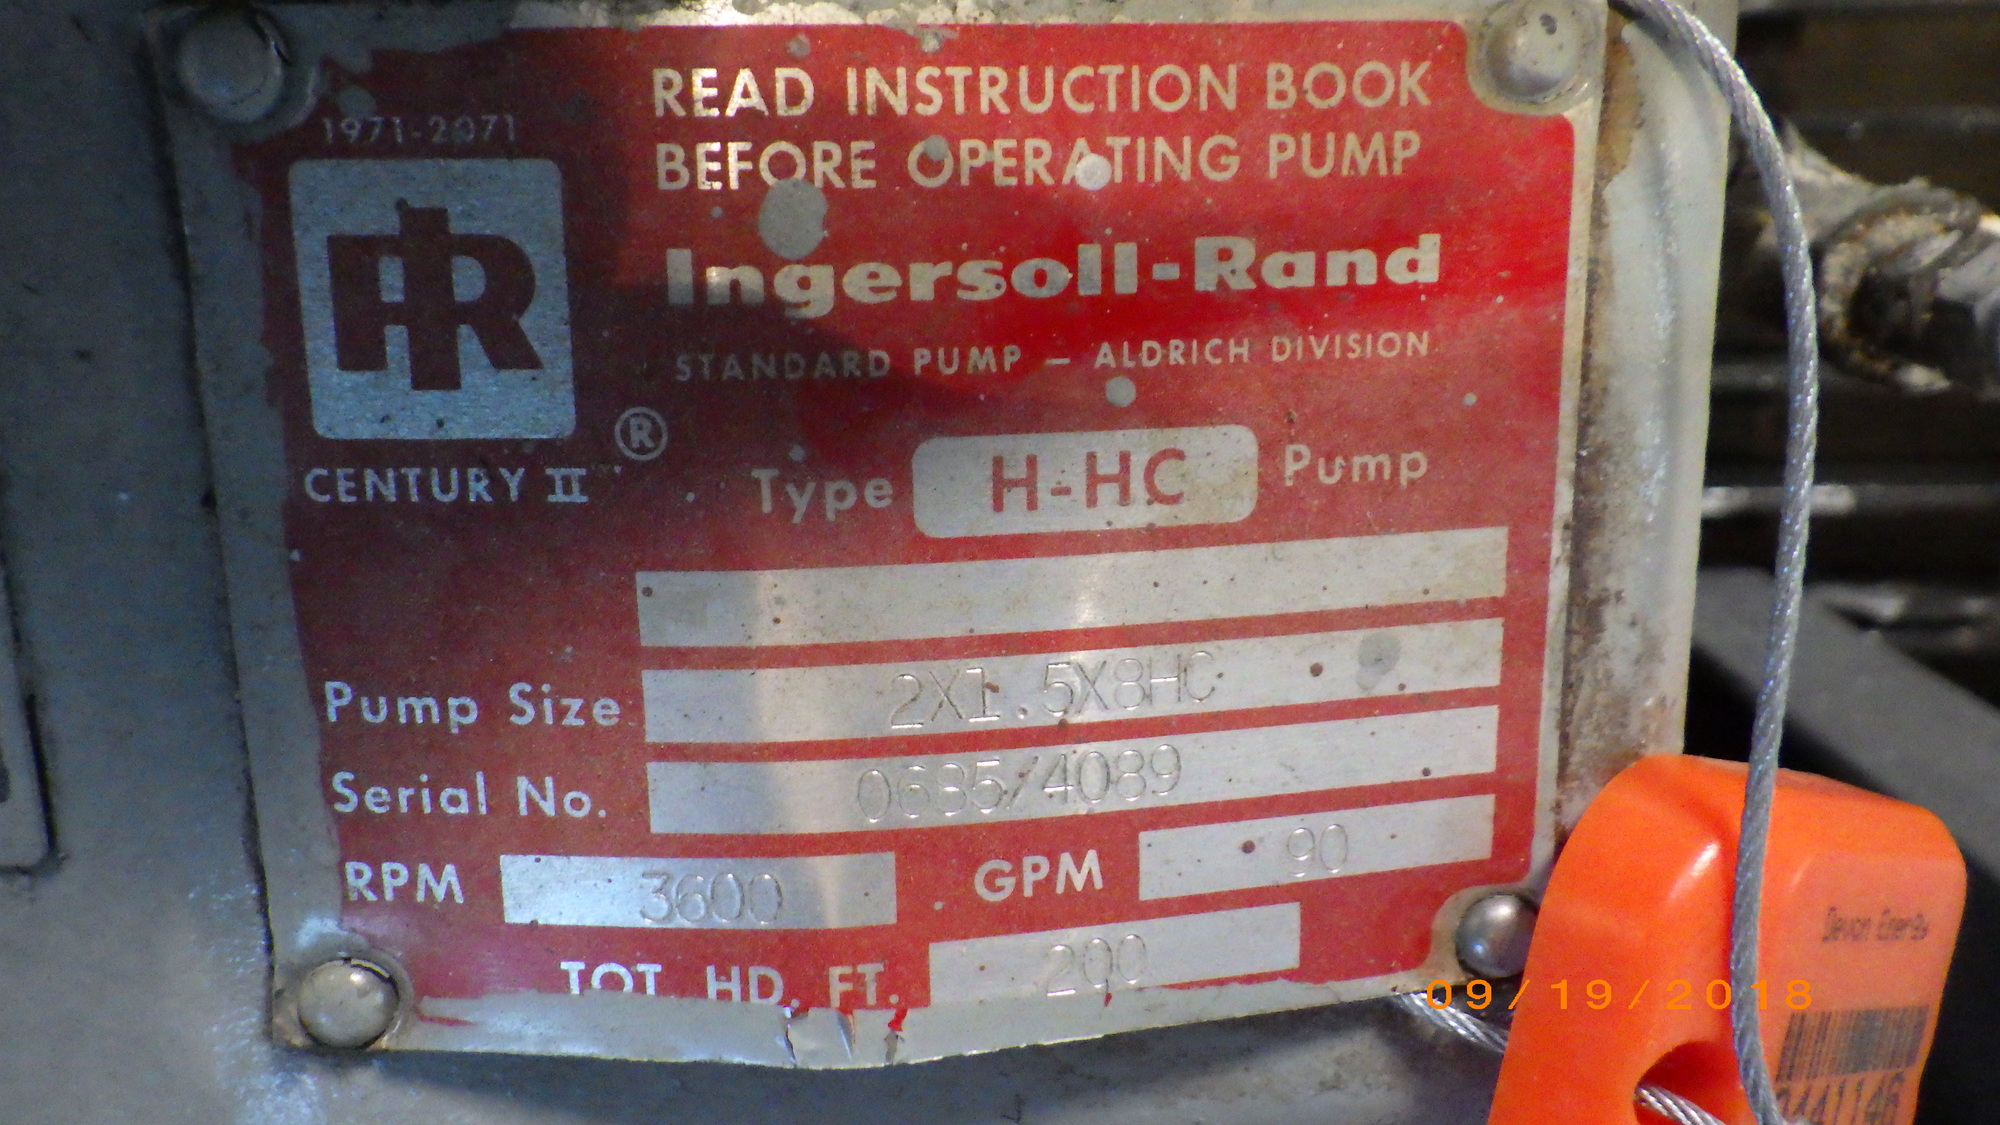 READ INSTRUCTION BOOK
BEFORE OPERATING PUMP
1971-2071
IR
Ingersoll-Rand
STANDARD PUMP — ALDRICH DIVISION
®
CENTURY II
Type H-HC Pump
Pump Size 2X1.5X8HC
Serial No. 0685/4089
RPM 3600 GPM 90
TOT. HD. FT. 200
Devon Energy
09/19/2018